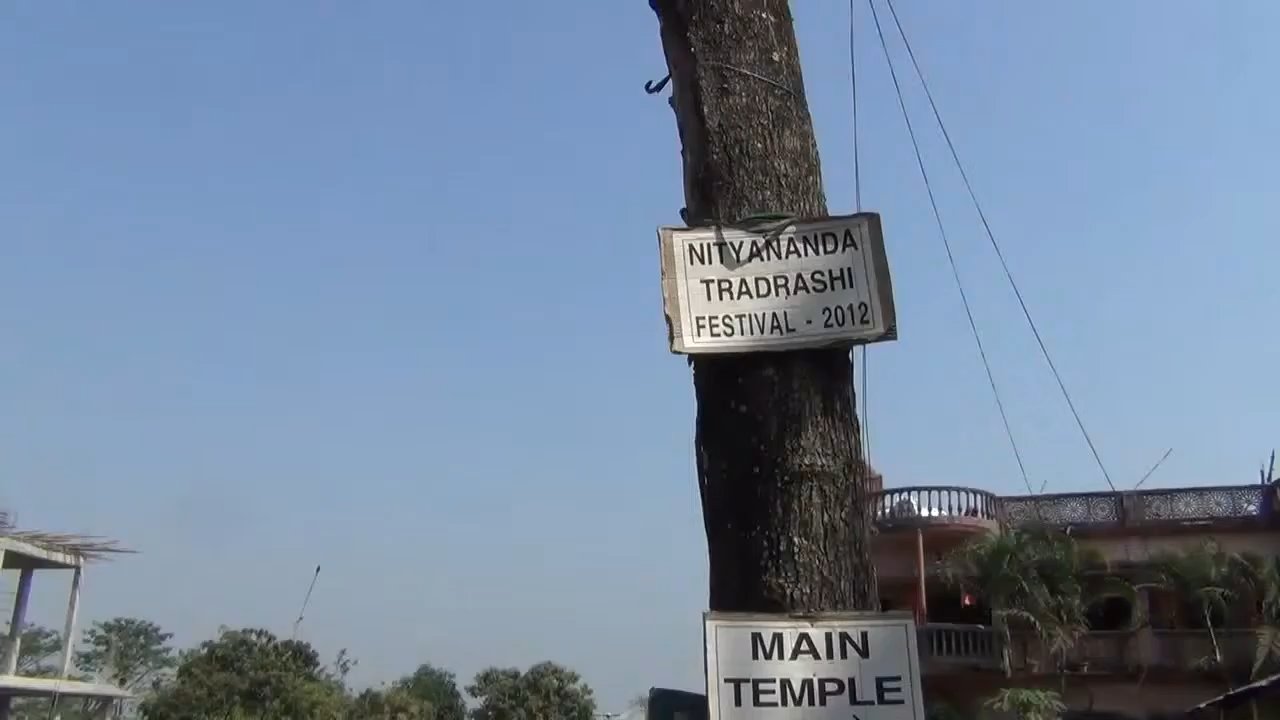 NITYANANDA
TRADRASHI
FESTIVAL - 2012
MAIN
TEMPLE